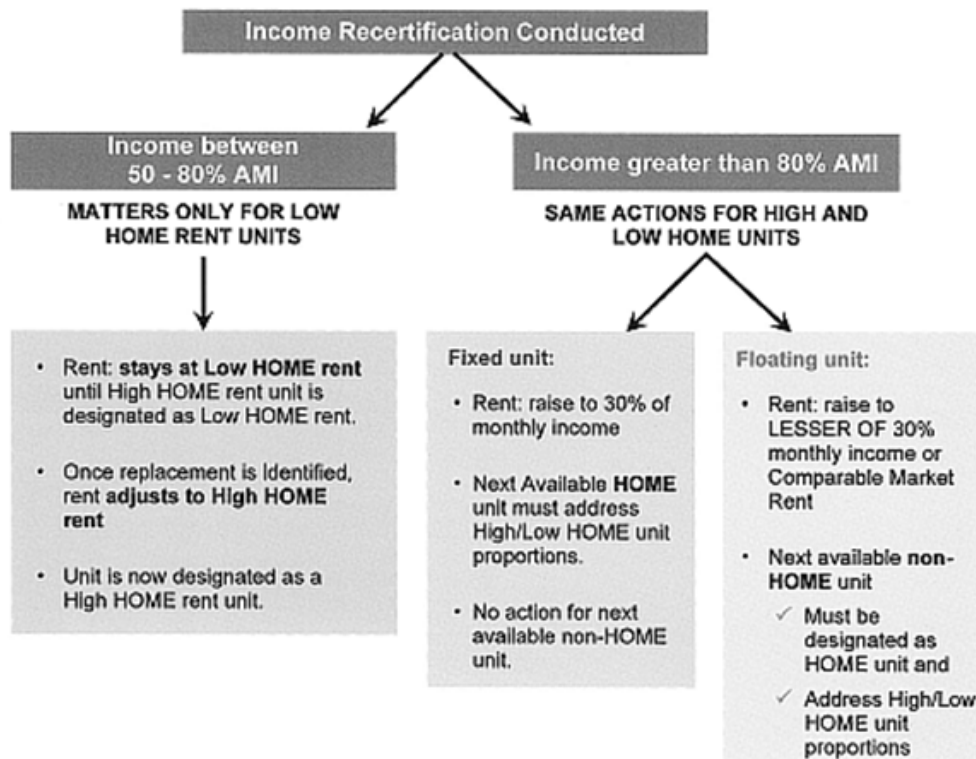 Income Recertification Conducted
Income between
50 - 80% AMI
MATTERS ONLY FOR LOW
HOME RENT UNITS
• Rent: stays at Low HOME rent
until High HOME rent unit is
designated as Low HOME rent.
• Once replacement is Identified,
rent adjusts to High HOME
rent
• Unit is now designated as a
High HOME rent unit.
Income greater than 80% AMI
SAME ACTIONS FOR HIGH AND
LOW HOME UNITS
Fixed unit:
• Rent: raise to 30% of
monthly income
• Next Available HOME
unit must address
High/Low HOME unit
proportions.
• No action for next
available non-HOME
unit.
Floating unit:
• Rent: raise to
LESSER OF 30%
monthly income or
Comparable Market
Rent
• Next available non-
HOME unit
✓ Must be
designated as
HOME unit and
✓ Address High/Low
HOME unit
proportions